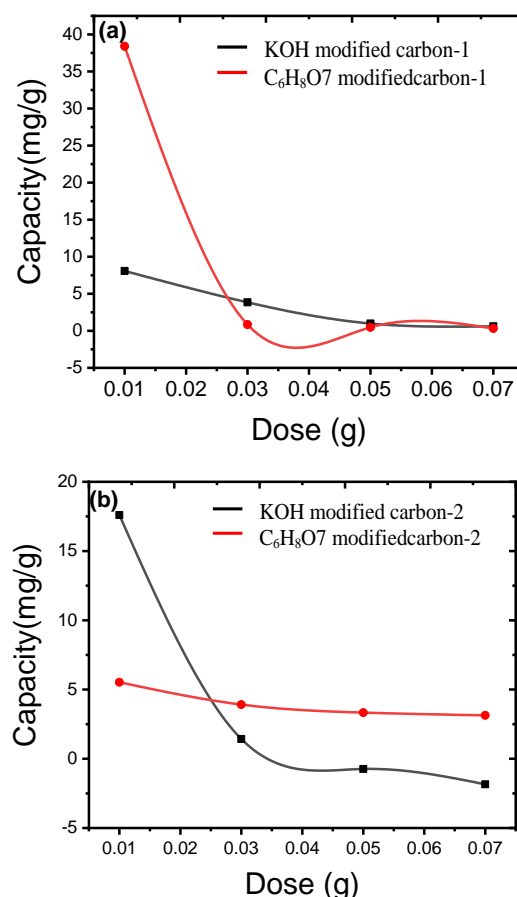 (a)
KOH modified carbon-1
C₆H₈O7 modifiedcarbon-1
Capacity(mg/g)
40
35
30
25
20
15
10
5
0
-5
0.01 0.02 0.03 0.04 0.05 0.06 0.07
Dose (g)
(b)
KOH modified carbon-2
C₆H₈O7 modifiedcarbon-2
Capacity(mg/g)
20
15
10
5
0
-5
0.01 0.02 0.03 0.04 0.05 0.06 0.07
Dose (g)